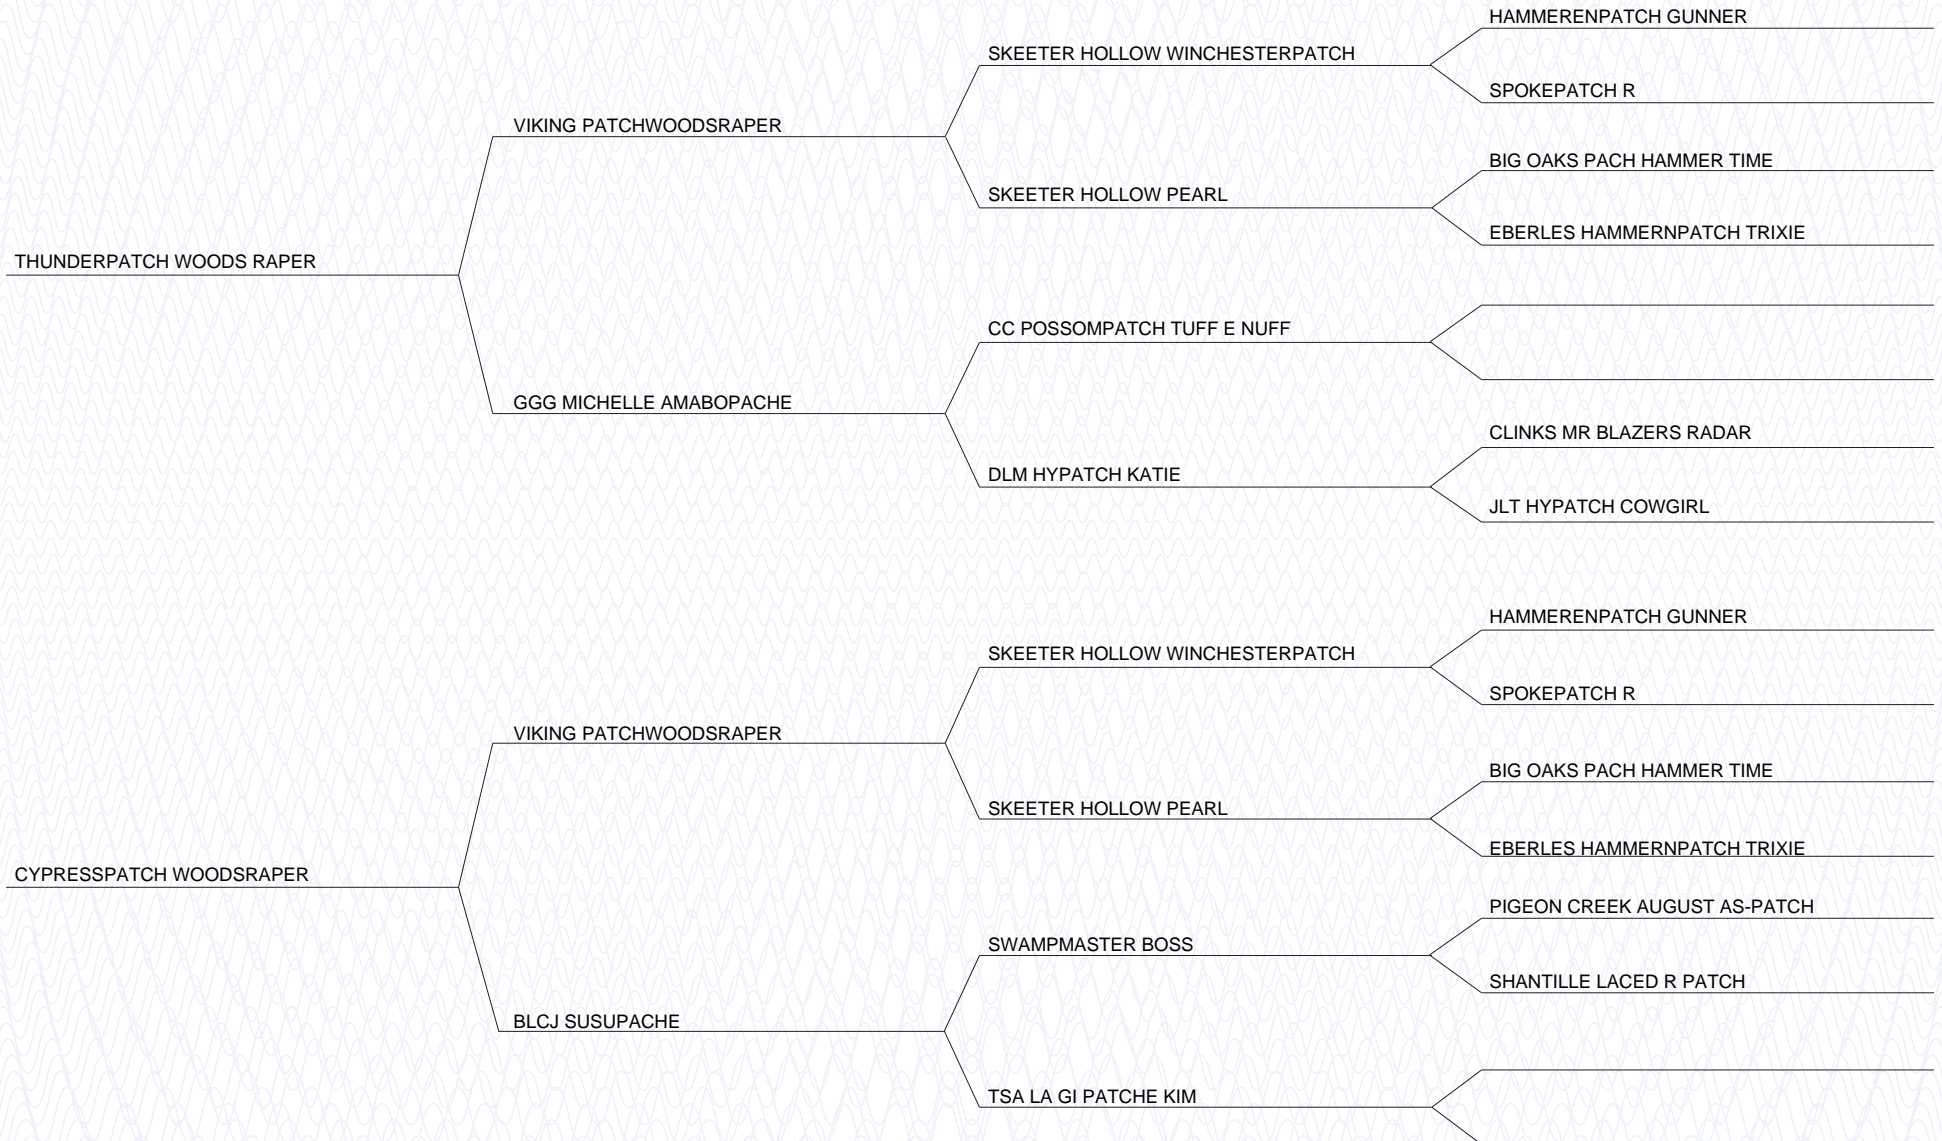 HAMMERENPATCH GUNNER
SKEETER HOLLOW WINCHESTERPATCH
SPOKEPATCH R
VIKING PATCHWOODSRAPER
BIG OAKS PACH HAMMER TIME
SKEETER HOLLOW PEARL
EBERLES HAMMERNPATCH TRIXIE
THUNDERPATCH WOODS RAPER
CC POSSOMPATCH TUFF E NUFF
GGG MICHELLE AMABOPACHE
CLINKS MR BLAZERS RADAR
DLM HYPATCH KATIE
JLT HYPATCH COWGIRL
HAMMERENPATCH GUNNER
SKEETER HOLLOW WINCHESTERPATCH
SPOKEPATCH R
VIKING PATCHWOODSRAPER
BIG OAKS PACH HAMMER TIME
SKEETER HOLLOW PEARL
EBERLES HAMMERNPATCH TRIXIE
CYPRESSPATCH WOODSRAPER
PIGEON CREEK AUGUST AS-PATCH
SWAMPMASTER BOSS
SHANTILLE LACED R PATCH
BLCJ SUSUPACHE
TSA LA GI PATCHE KIM